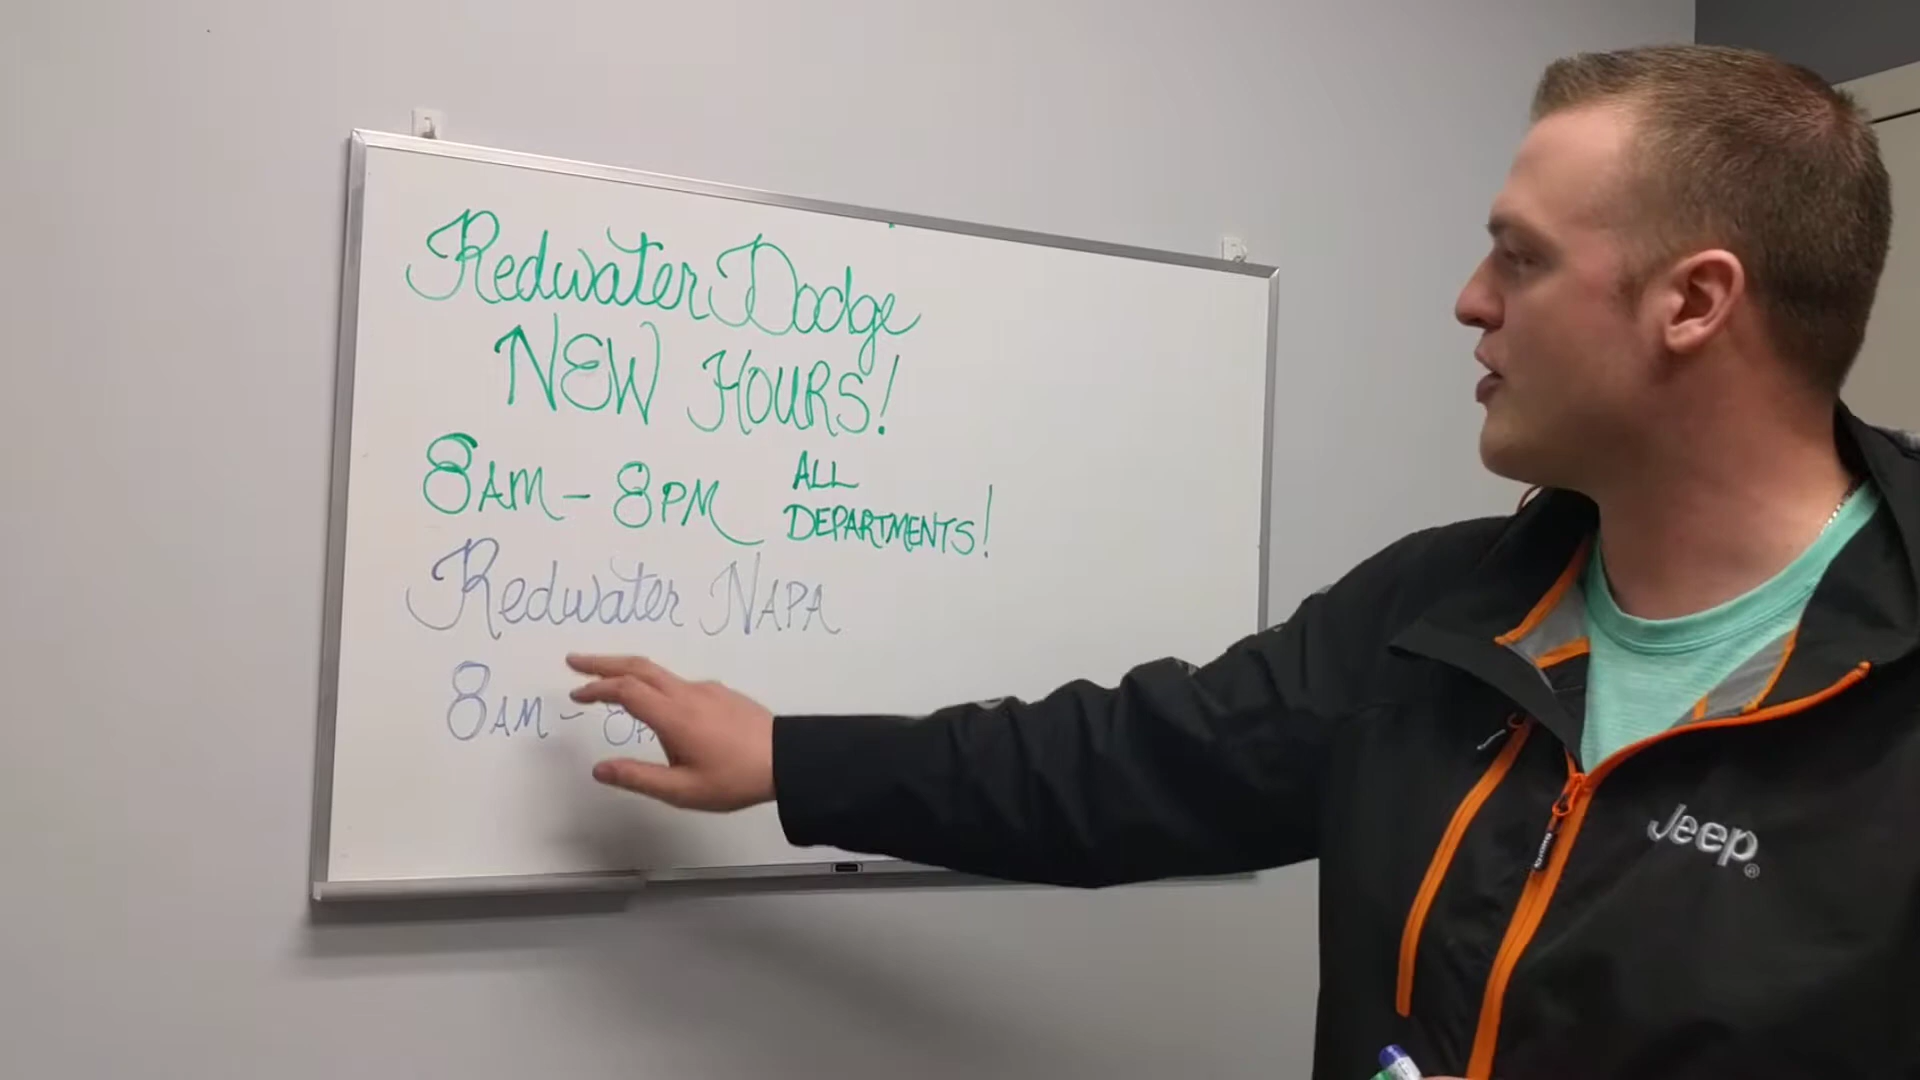 Redwater Dodge
NEW HOURS!
8AM - 8PM ALL DEPARTMENTS!
Redwater NAPA
8AM -
Jeep